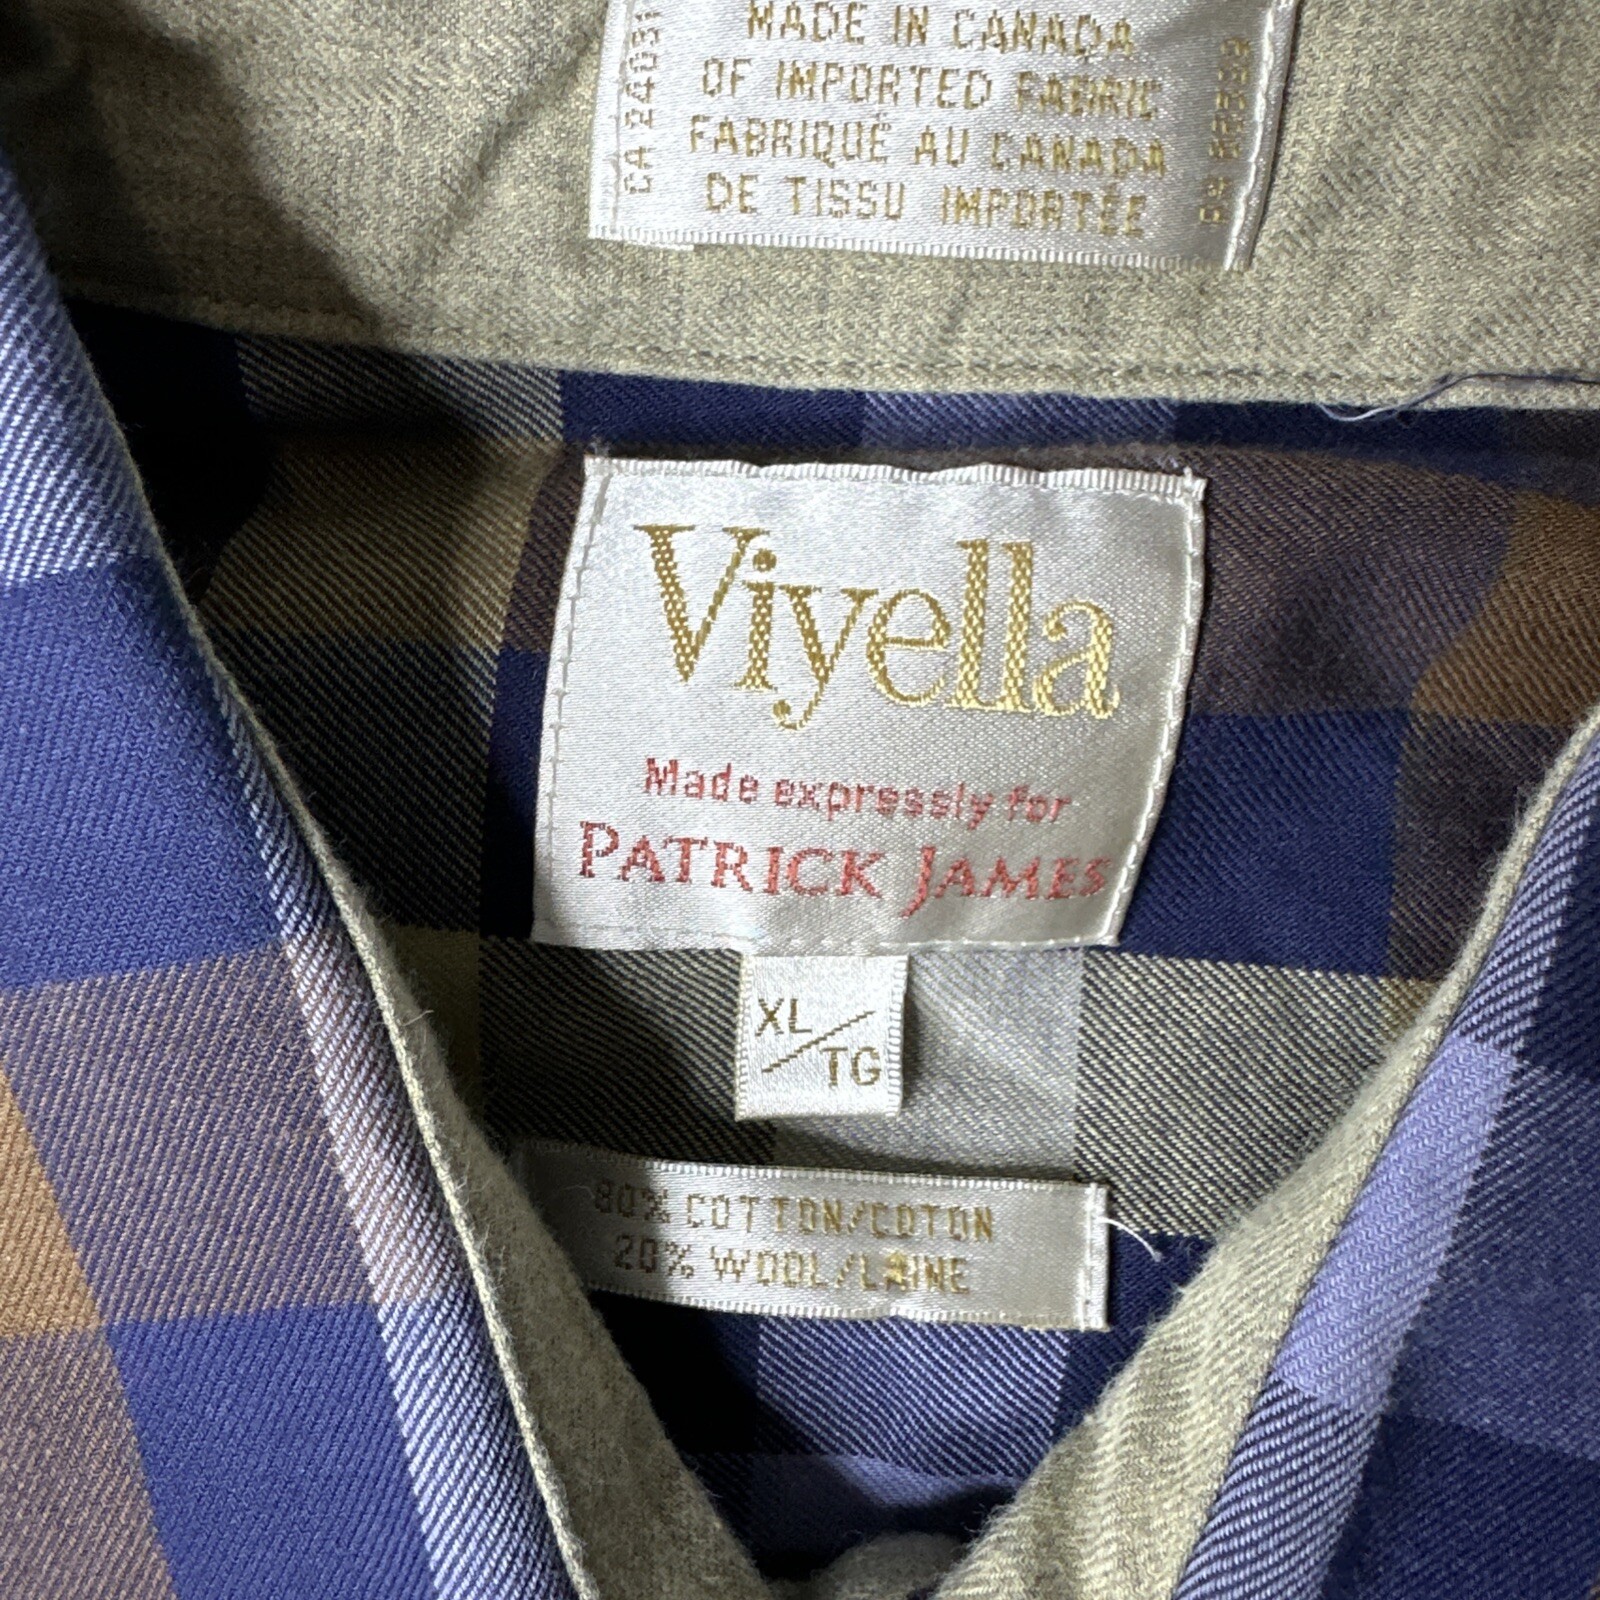 MADE IN CANADA
OF IMPORTED FABRIC
FABRIQUÉ AU CANADA
DE TISSU IMPORTÉE
Viyella
Made expressly for
PATRICK JAMES
XL/TG
80% COTTON/COTON
20% WOOL/LAINE